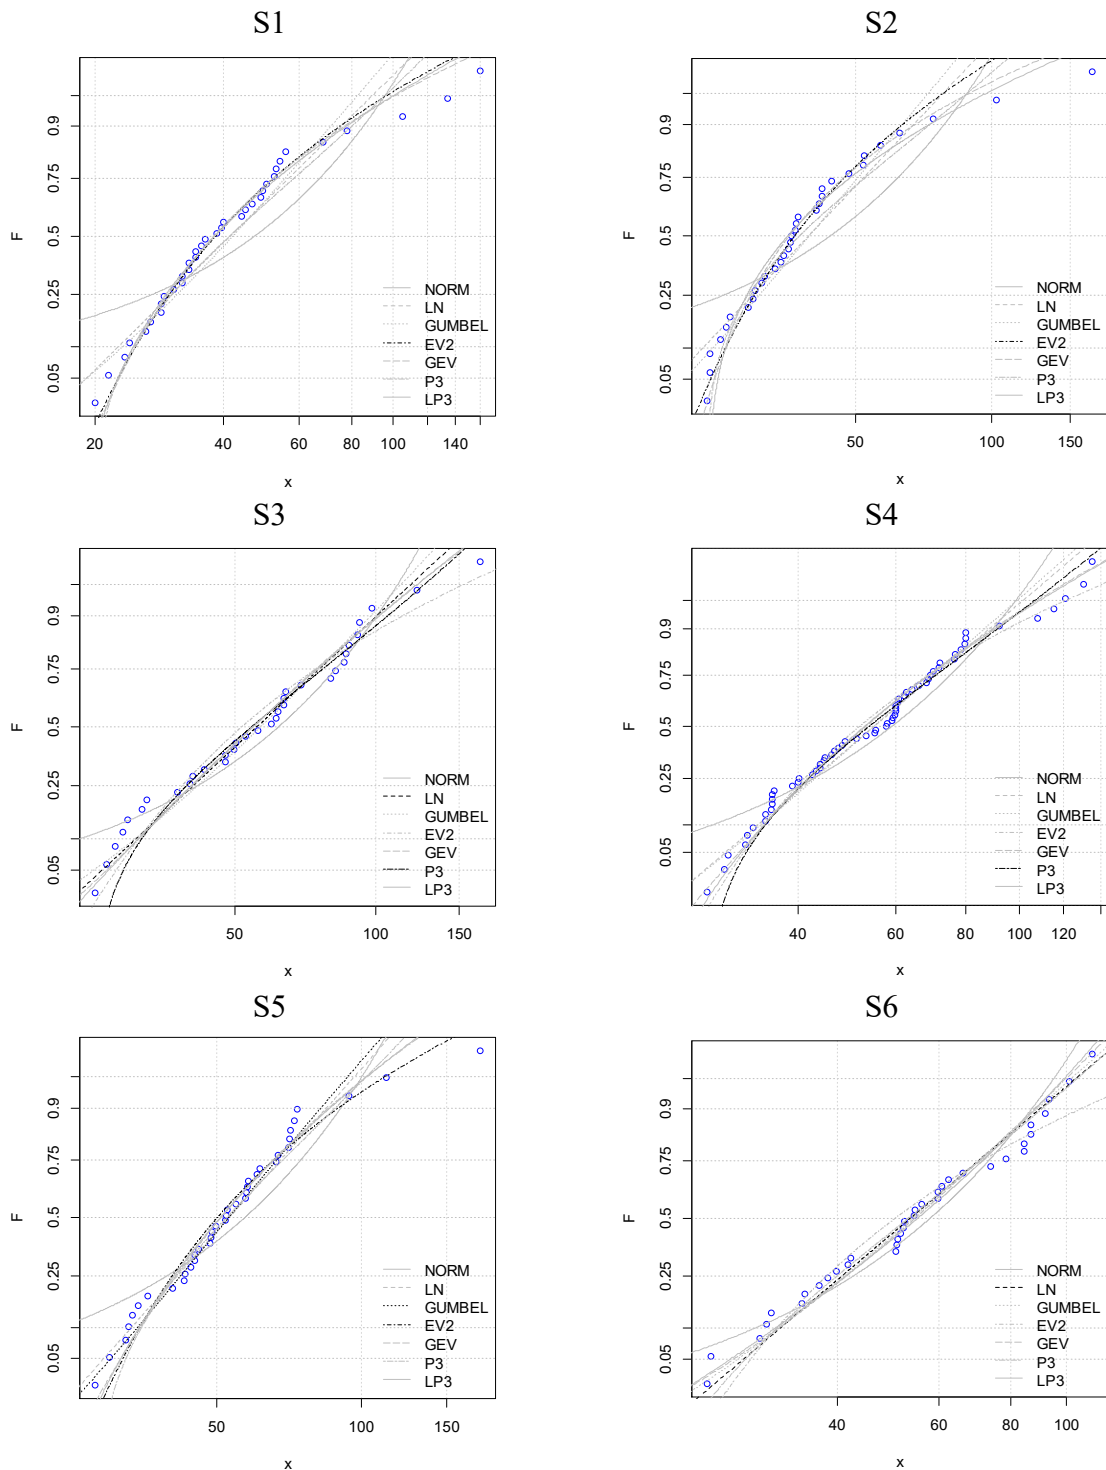 S1
F
0.9
0.75
0.5
0.25
0.05
NORM
LN
GUMBEL
EV2
GEV
P3
LP3
20 40 60 80 100 140
x
S2
F
0.9
0.75
0.5
0.25
0.05
NORM
LN
GUMBEL
EV2
GEV
P3
LP3
50 100 150
x
S3
F
0.9
0.75
0.5
0.25
0.05
NORM
LN
GUMBEL
EV2
GEV
P3
LP3
50 100 150
x
S4
F
0.9
0.75
0.5
0.25
0.05
NORM
LN
GUMBEL
EV2
GEV
P3
LP3
40 60 80 100 120
x
S5
F
0.9
0.75
0.5
0.25
0.05
NORM
LN
GUMBEL
EV2
GEV
P3
LP3
50 100 150
x
S6
F
0.9
0.75
0.5
0.25
0.05
NORM
LN
GUMBEL
EV2
GEV
P3
LP3
40 60 80 100
x